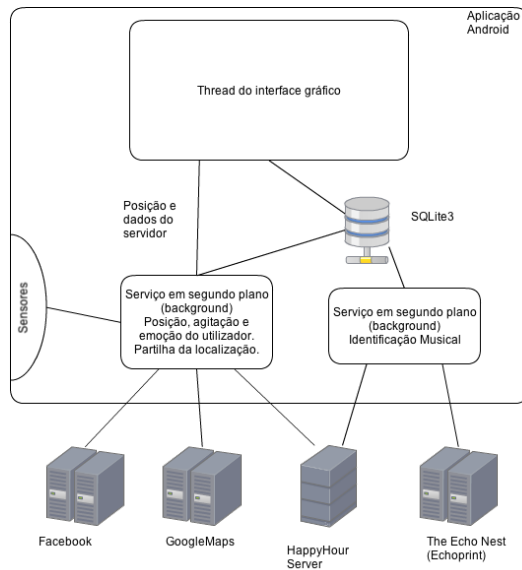 Aplicação
Android
Thread do interface gráfico
Posição e
dados do
servidor
SQLite3
Sensores
Serviço em segundo plano
(background)
Posição, agitação e
emoção do utilizador.
Partilha da localização.
Serviço em segundo plano
(background)
Identificação Musical
Facebook
GoogleMaps
HappyHour
Server
The Echo Nest
(Echoprint)